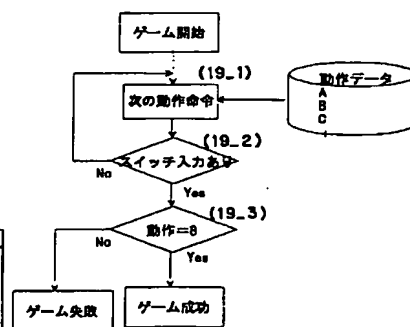 ゲーム開始
(19_1)
次の動作命令
動作データ
A
B
C
(19_2)
スイッチ入力あり
No
Yes
(19_3)
動作=B
No
Yes
ゲーム失敗
ゲーム成功